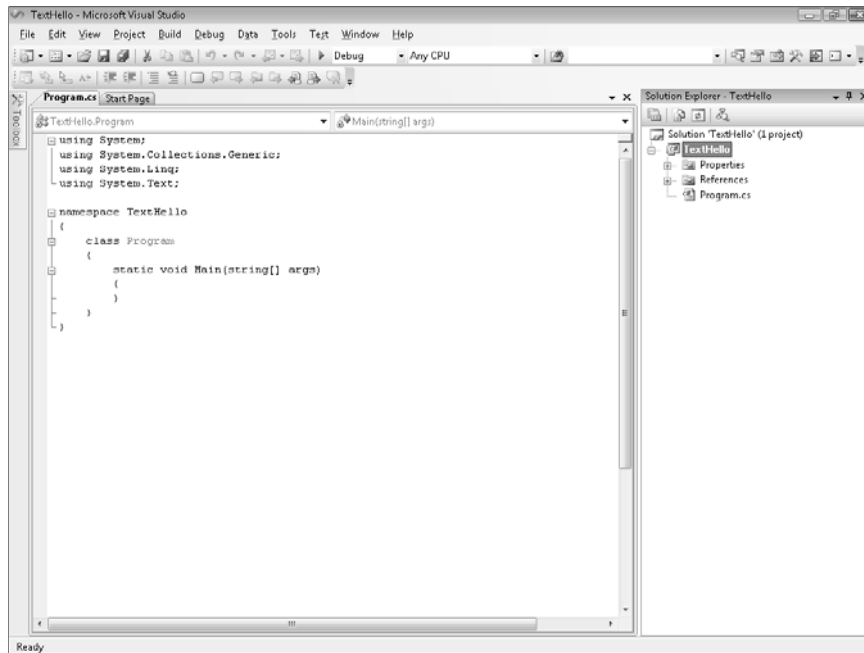 TextHello - Microsoft Visual Studio
File Edit View Project Build Debug Data Tools Test Window Help
Debug Any CPU
Toolbox
Program.cs Start Page
TextHello.Program Main(string[] args)
using System;
using System.Collections.Generic;
using System.Linq;
using System.Text;
namespace TextHello
{
class Program
{
static void Main(string[] args)
{
}
}
}
Solution Explorer - TextHello
Solution 'TextHello' (1 project)
TextHello
Properties
References
Program.cs
Ready